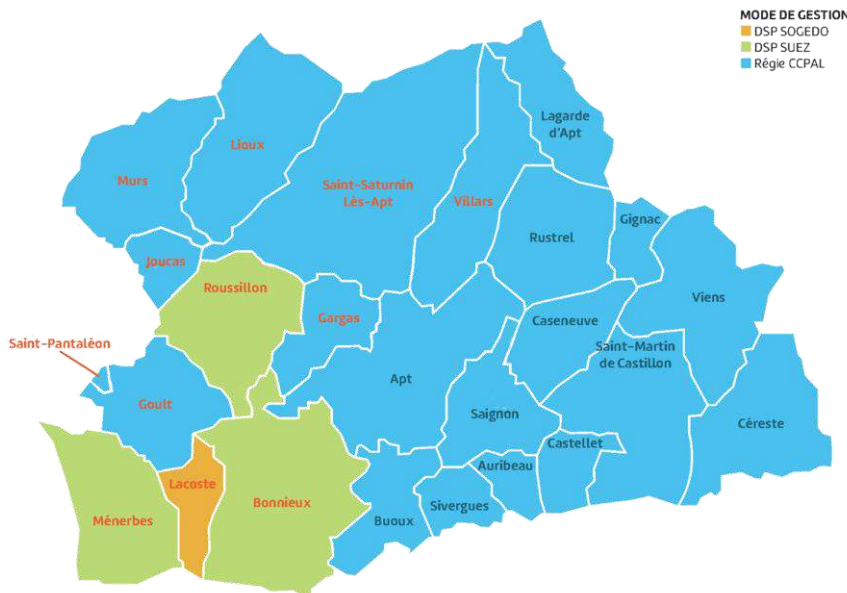 MODE DE GESTION
DSP SOGEDO
DSP SUEZ
Régie CCPAL
Lagarde
d'Apt
Lioux
Murs
Saint-Saturnin
Lès-Apt
Villars
Gignac
Rustrel
Joucas
Roussillon
Viens
Gargas
Caseneuve
Saint-Pantaléon
Saint-Martin
de Castillon
Apt
Goult
Saignon
Céreste
Castellet
Auribeau
Lacoste
Bonnieux
Sivergues
Ménerbes
Buoux